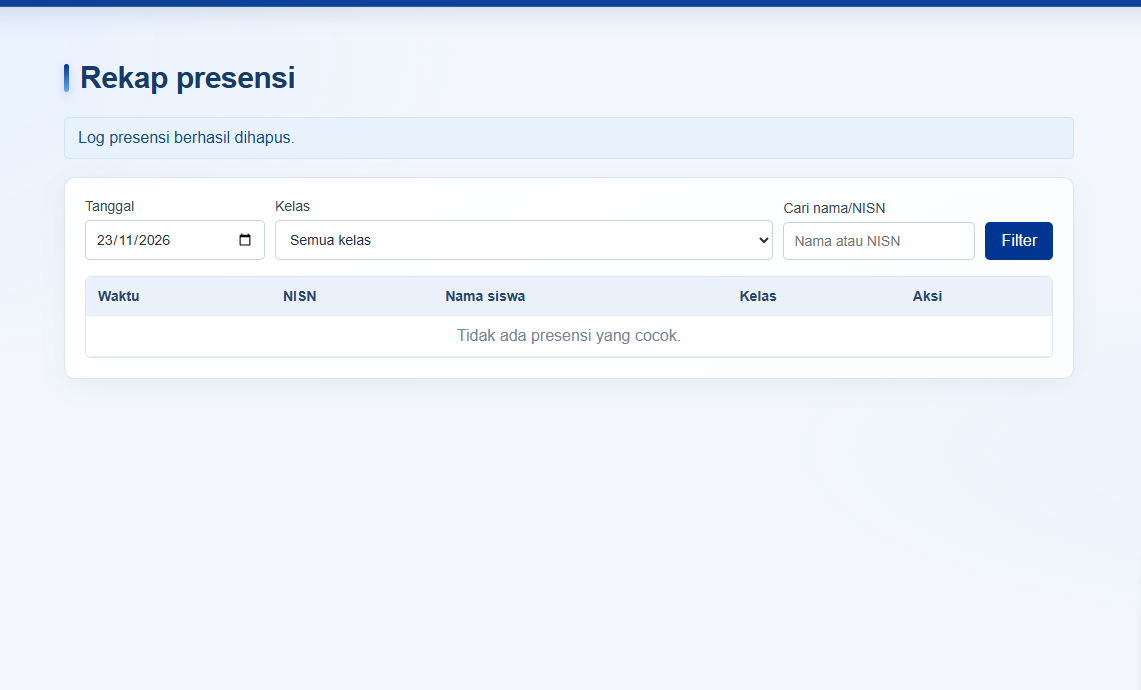 Rekap presensi
Log presensi berhasil dihapus.
Tanggal
Kelas
Cari nama/NISN
23/11/2026
Semua kelas
Nama atau NISN
Filter
Waktu NISN Nama siswa Kelas Aksi
Tidak ada presensi yang cocok.